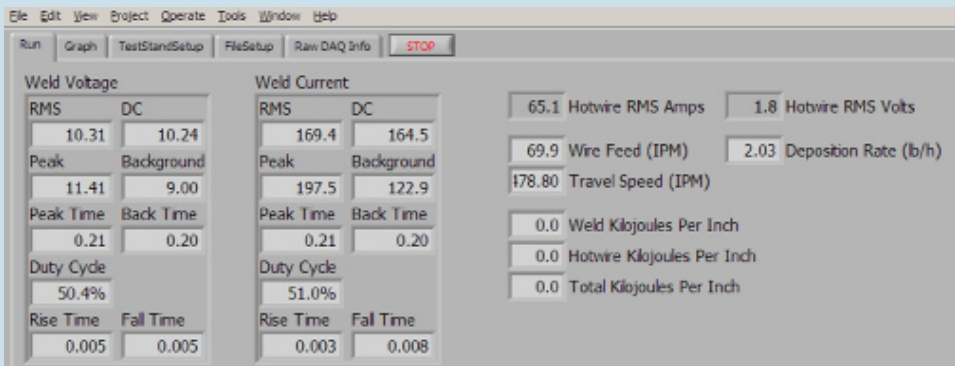 File Edit View Project Operate Tools Window Help
Run Graph TestStandSetup FileSetup Raw DAQ Info STOP
Weld Voltage
RMS DC
10.31 10.24
Peak Background
11.41 9.00
Peak Time Back Time
0.21 0.20
Duty Cycle
50.4%
Rise Time Fall Time
0.005 0.005
Weld Current
RMS DC
169.4 164.5
Peak Background
197.5 122.9
Peak Time Back Time
0.21 0.20
Duty Cycle
51.0%
Rise Time Fall Time
0.003 0.008
65.1 Hotwire RMS Amps 1.8 Hotwire RMS Volts
69.9 Wire Feed (IPM) 2.03 Deposition Rate (lb/h)
Travel Speed (IPM)
0.0 Weld Kilojoules Per Inch
0.0 Hotwire Kilojoules Per Inch
0.0 Total Kilojoules Per Inch